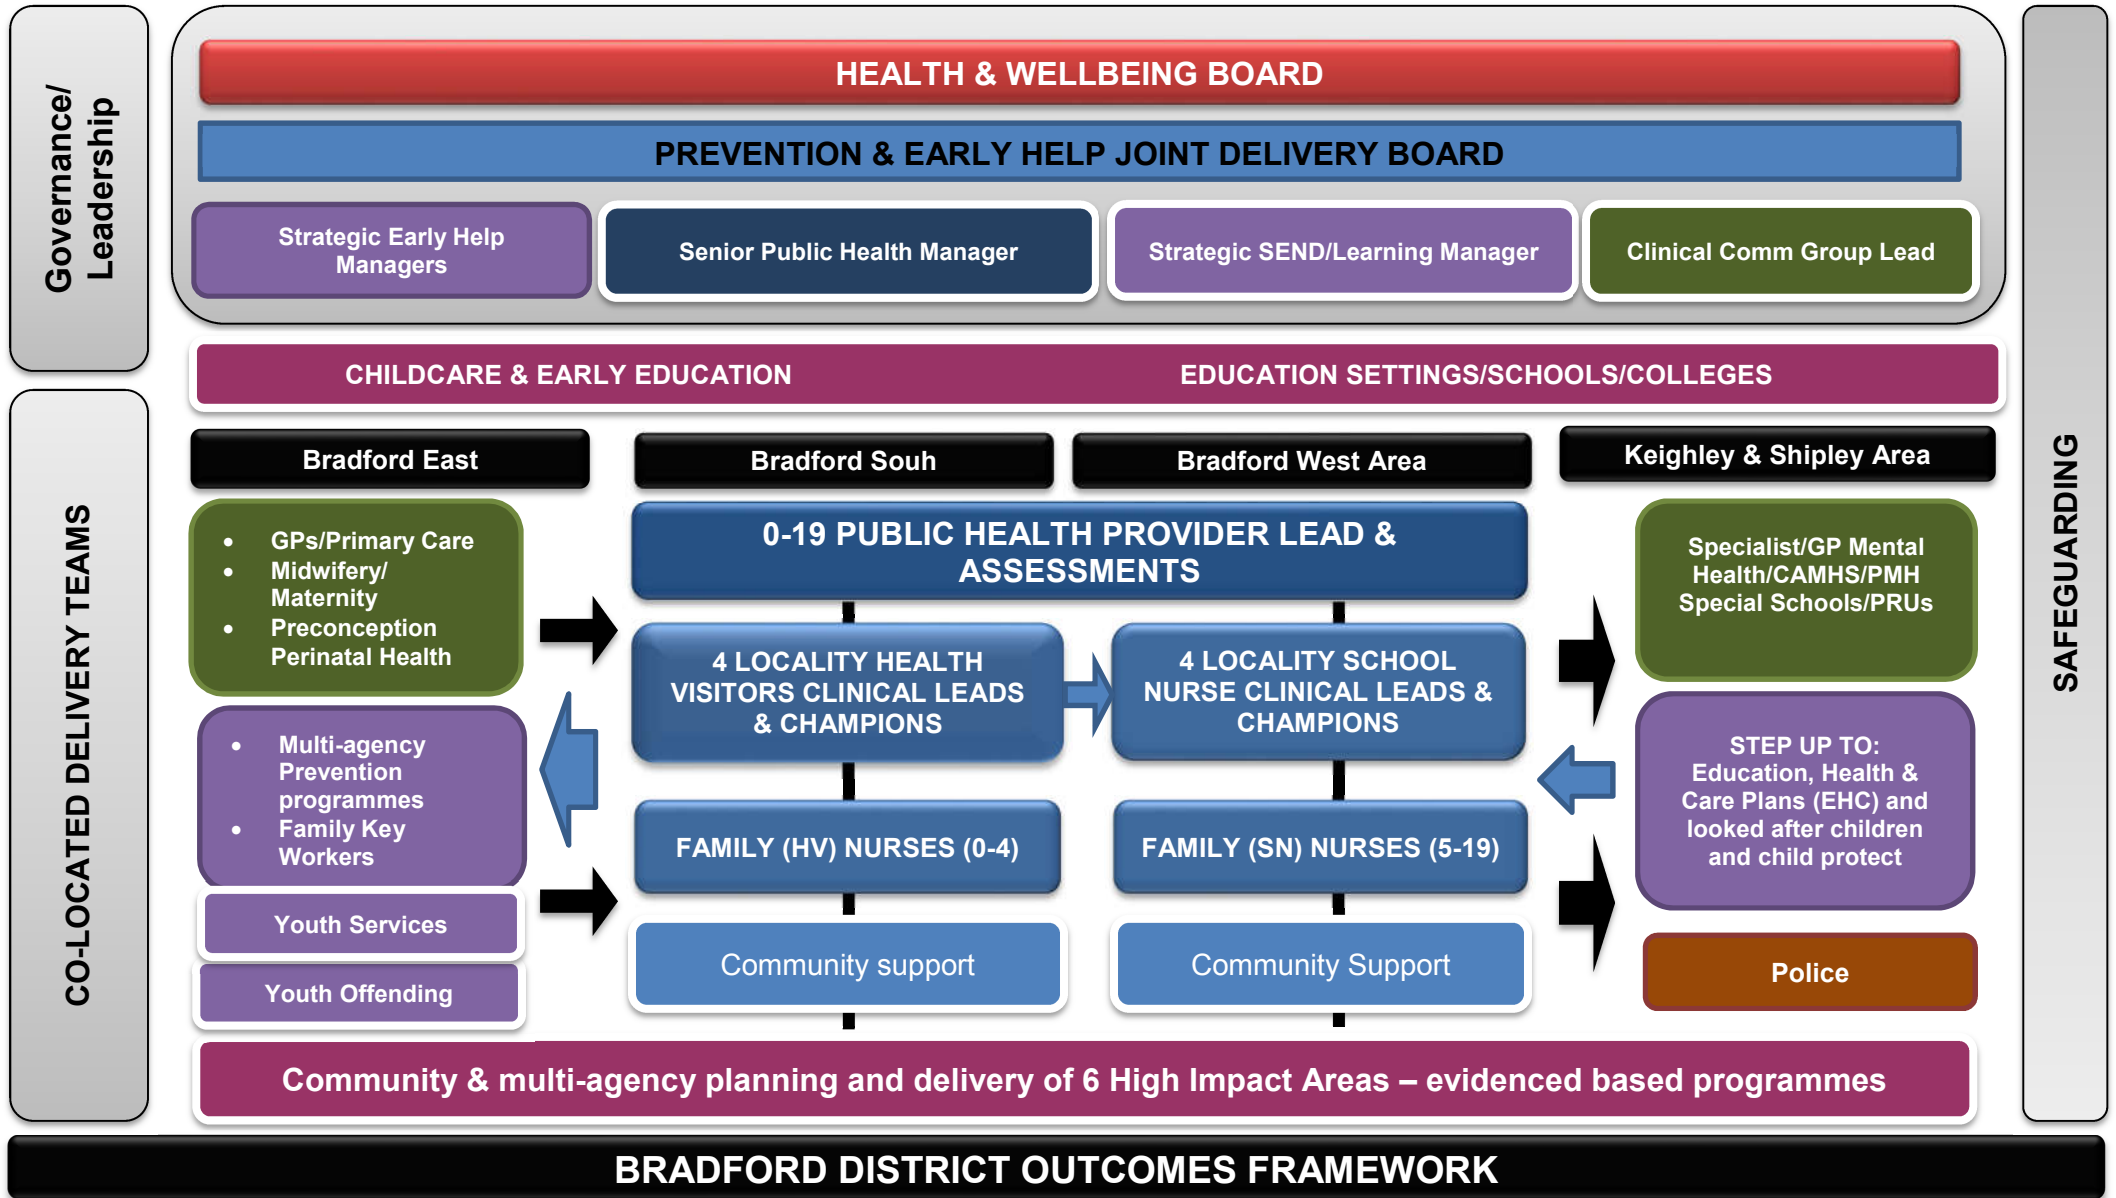 Governance/
Leadership
HEALTH & WELLBEING BOARD
PREVENTION & EARLY HELP JOINT DELIVERY BOARD
Strategic Early Help
Managers
Senior Public Health Manager
Strategic SEND/Learning Manager
Clinical Comm Group Lead
CHILDCARE & EARLY EDUCATION
EDUCATION SETTINGS/SCHOOLS/COLLEGES
CO-LOCATED DELIVERY TEAMS
Bradford East
Bradford Souh
Bradford West Area
Keighley & Shipley Area
• GPs/Primary Care
• Midwifery/
Maternity
• Preconception
Perinatal Health
• Multi-agency
Prevention
programmes
• Family Key
Workers
Youth Services
Youth Offending
0-19 PUBLIC HEALTH PROVIDER LEAD &
ASSESSMENTS
4 LOCALITY HEALTH
VISITORS CLINICAL LEADS
& CHAMPIONS
4 LOCALITY SCHOOL
NURSE CLINICAL LEADS &
CHAMPIONS
FAMILY (HV) NURSES (0-4)
FAMILY (SN) NURSES (5-19)
Community support
Community Support
Specialist/GP Mental
Health/CAMHS/PMH
Special Schools/PRUs
STEP UP TO:
Education, Health &
Care Plans (EHC) and
looked after children
and child protect
Police
SAFEGUARDING
Community & multi-agency planning and delivery of 6 High Impact Areas – evidenced based programmes
BRADFORD DISTRICT OUTCOMES FRAMEWORK